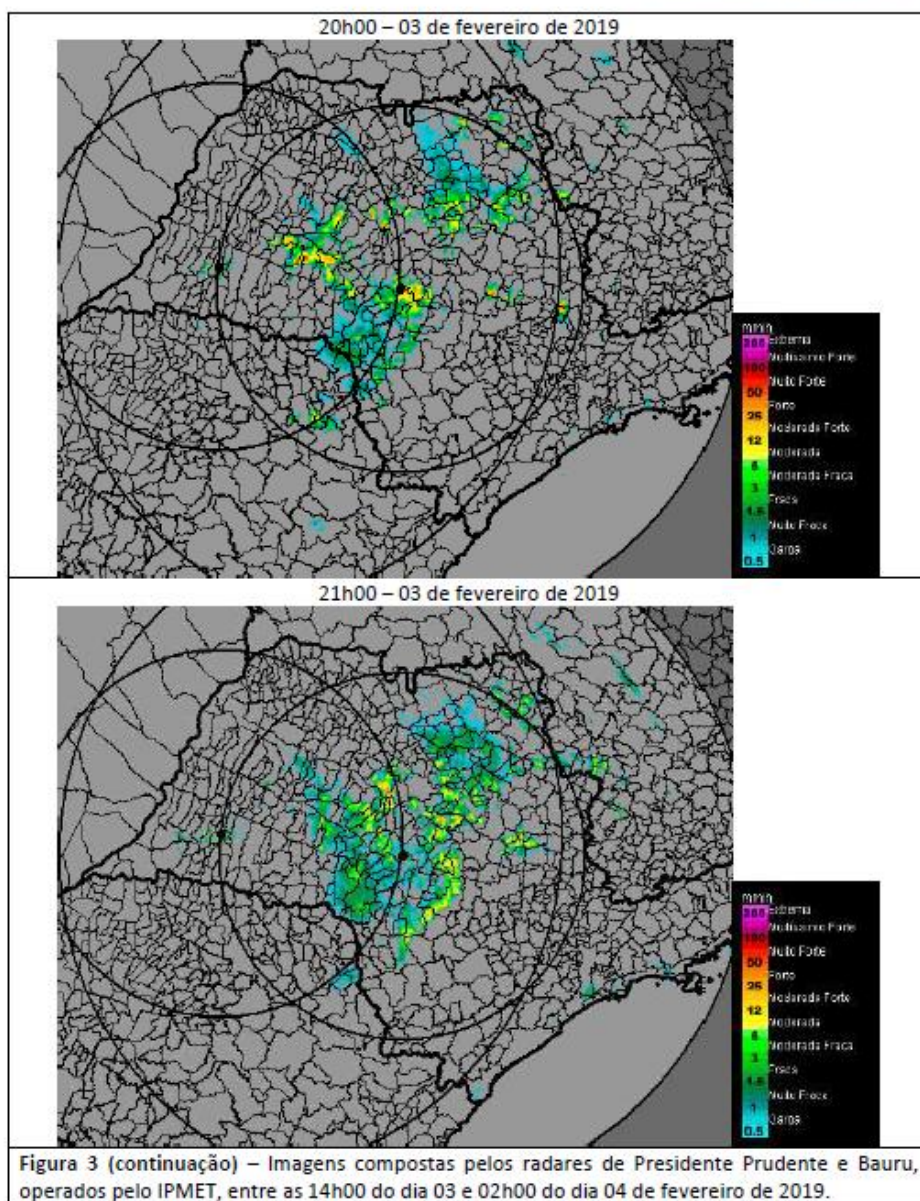 20h00 – 03 de fevereiro de 2019
mm/h
Extrema
Muito Forte
50
Forte
25
Moderada Forte
12
Moderada
6
Moderada Fraca
3
Fraca
1.5
Muito Fraca
1
Garoa
0.5
21h00 – 03 de fevereiro de 2019
mm/h
Extrema
Muito Forte
50
Forte
25
Moderada Forte
12
Moderada
6
Moderada Fraca
3
Fraca
1.5
Muito Fraca
1
Garoa
0.5
Figura 3 (continuação) – Imagens compostas pelos radares de Presidente Prudente e Bauru,
operados pelo IPMET, entre as 14h00 do dia 03 e 02h00 do dia 04 de fevereiro de 2019.